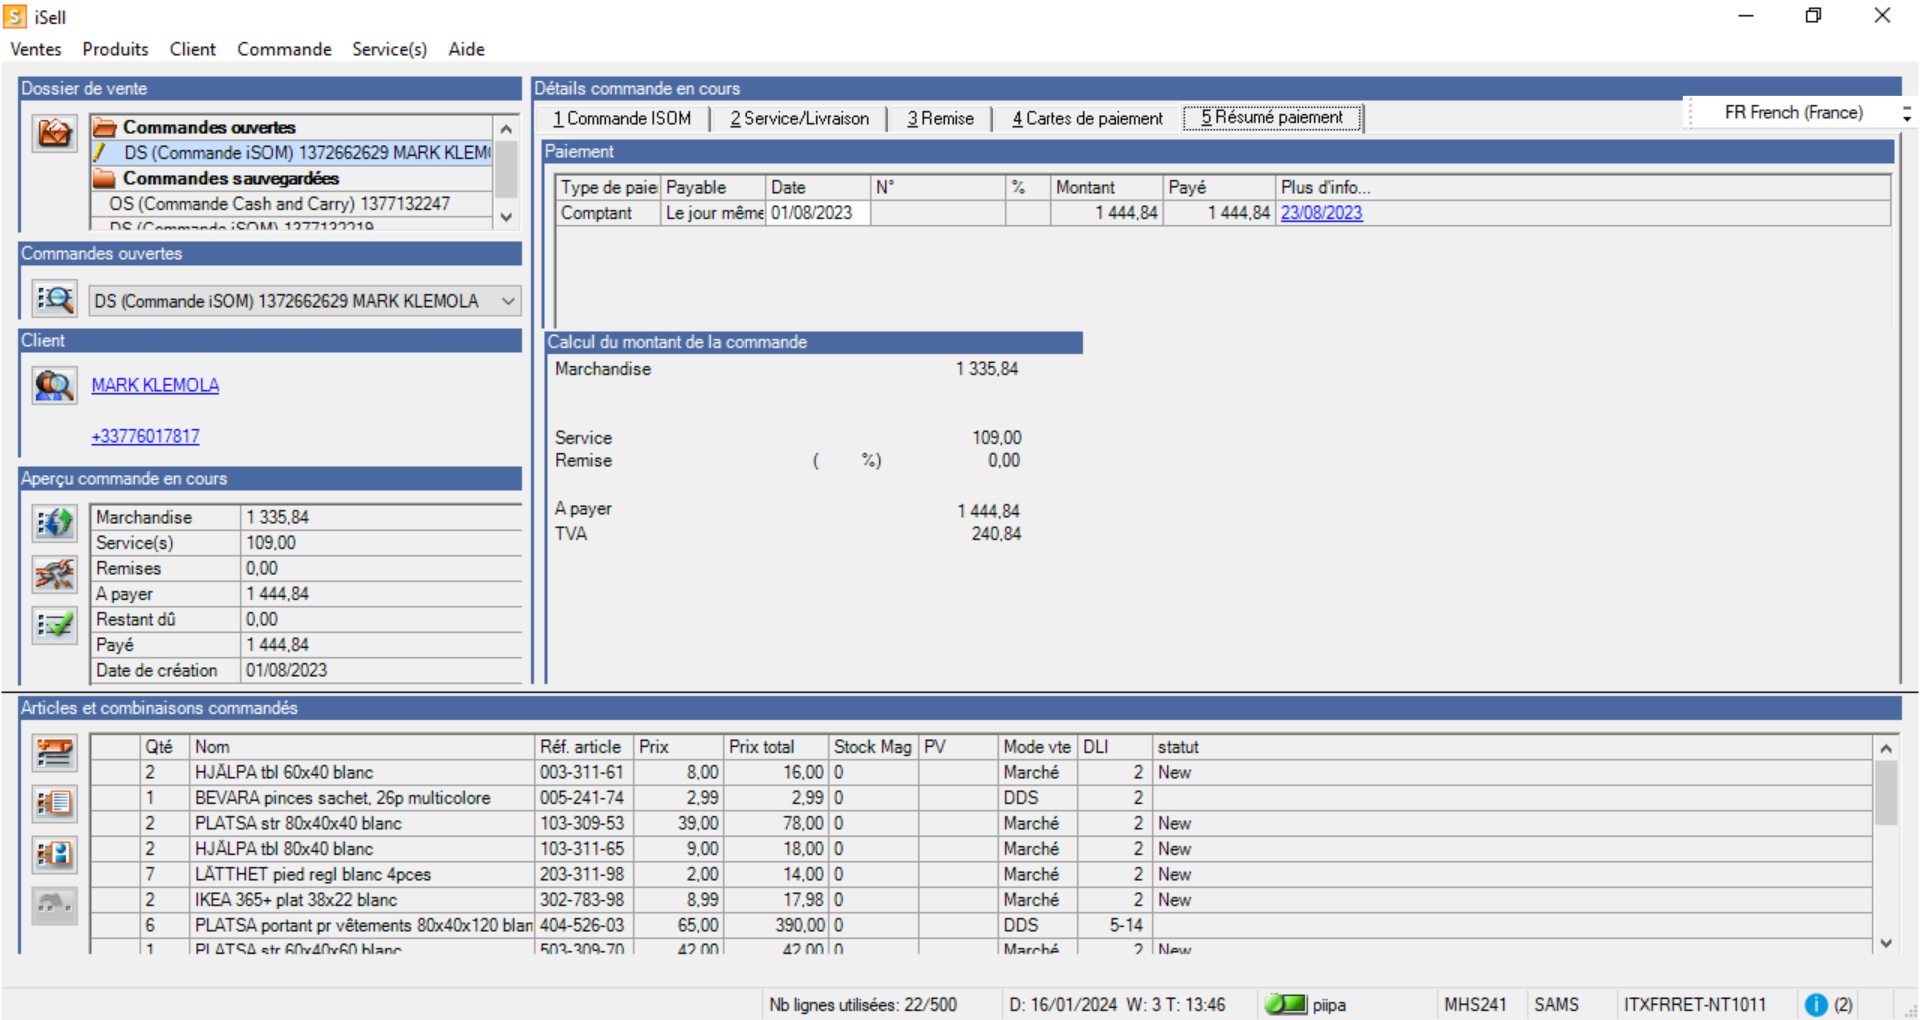 iSell
Ventes Produits Client Commande Service(s) Aide
Dossier de vente
Commandes ouvertes
DS (Commande iSOM) 1372662629 MARK KLEM
Commandes sauvegardées
OS (Commande Cash and Carry) 1377132247
DS (Commande iSOM) 1377132219
Commandes ouvertes
DS (Commande iSOM) 1372662629 MARK KLEMOLA
Client
MARK KLEMOLA
+33776017817
Aperçu commande en cours
Marchandise 1 335,84
Service(s) 109,00
Remises 0,00
A payer 1 444,84
Restant dû 0,00
Payé 1 444,84
Date de création 01/08/2023
Détails commande en cours
1 Commande ISOM 2 Service/Livraison 3 Remise 4 Cartes de paiement 5 Résumé paiement
FR French (France)
Paiement
Type de paie Payable Date N° % Montant Payé Plus d'info...
Comptant Le jour même 01/08/2023 1 444,84 1 444,84 23/08/2023
Calcul du montant de la commande
Marchandise 1 335,84
Service 109,00
Remise ( %) 0,00
A payer 1 444,84
TVA 240,84
Articles et combinaisons commandés
Qté Nom Réf. article Prix Prix total Stock Mag PV Mode vte DLI statut
2 HJÄLPA tbl 60x40 blanc 003-311-61 8,00 16,00 0 Marché 2 New
1 BEVARA pinces sachet, 26p multicolore 005-241-74 2,99 2,99 0 DDS 2
2 PLATSA str 80x40x40 blanc 103-309-53 39,00 78,00 0 Marché 2 New
2 HJÄLPA tbl 80x40 blanc 103-311-65 9,00 18,00 0 Marché 2 New
7 LÄTTHET pied regl blanc 4pces 203-311-98 2,00 14,00 0 Marché 2 New
2 IKEA 365+ plat 38x22 blanc 302-783-98 8,99 17,98 0 Marché 2 New
6 PLATSA portant pr vêtements 80x40x120 blan 404-526-03 65,00 390,00 0 DDS 5-14
1 PLATSA str 60x40x60 blanc 503-309-70 42,00 42,00 0 Marché 2 New
Nb lignes utilisées: 22/500 D: 16/01/2024 W: 3 T: 13:46 piipa MHS241 SAMS ITXFRRET-NT1011 (2)